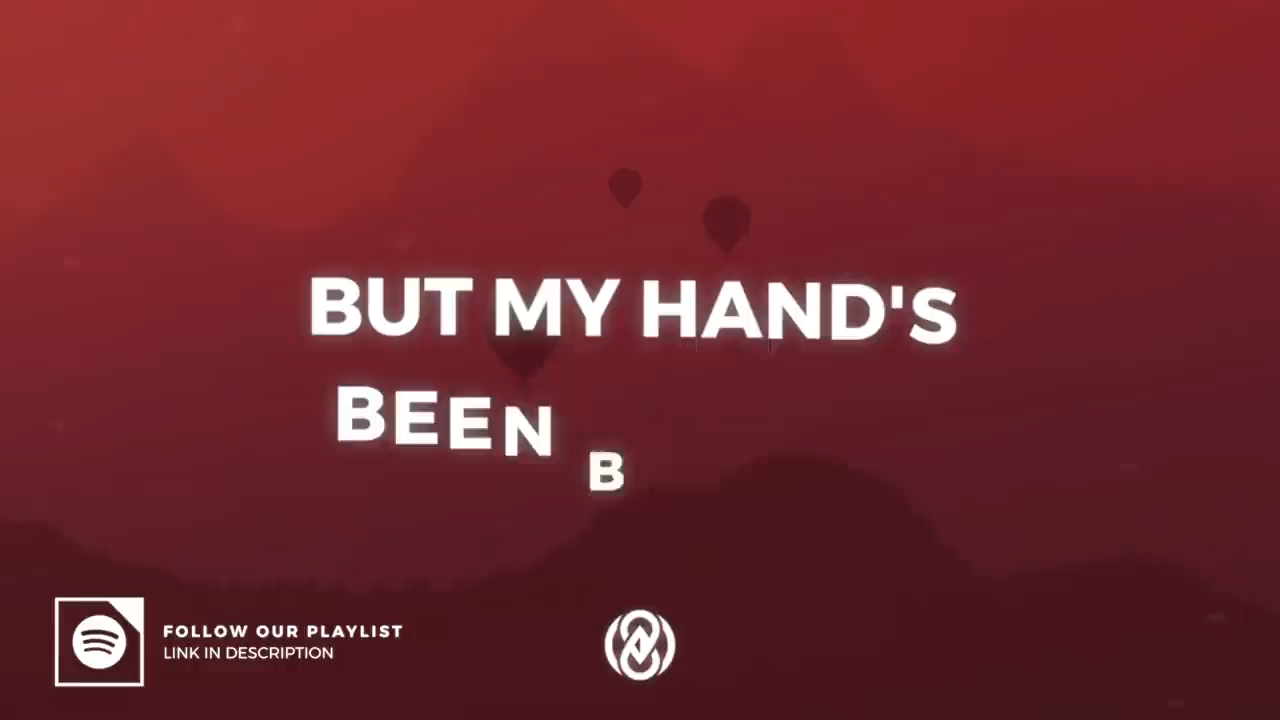 BUT MY HAND'S
BEEN B
FOLLOW OUR PLAYLIST
LINK IN DESCRIPTION